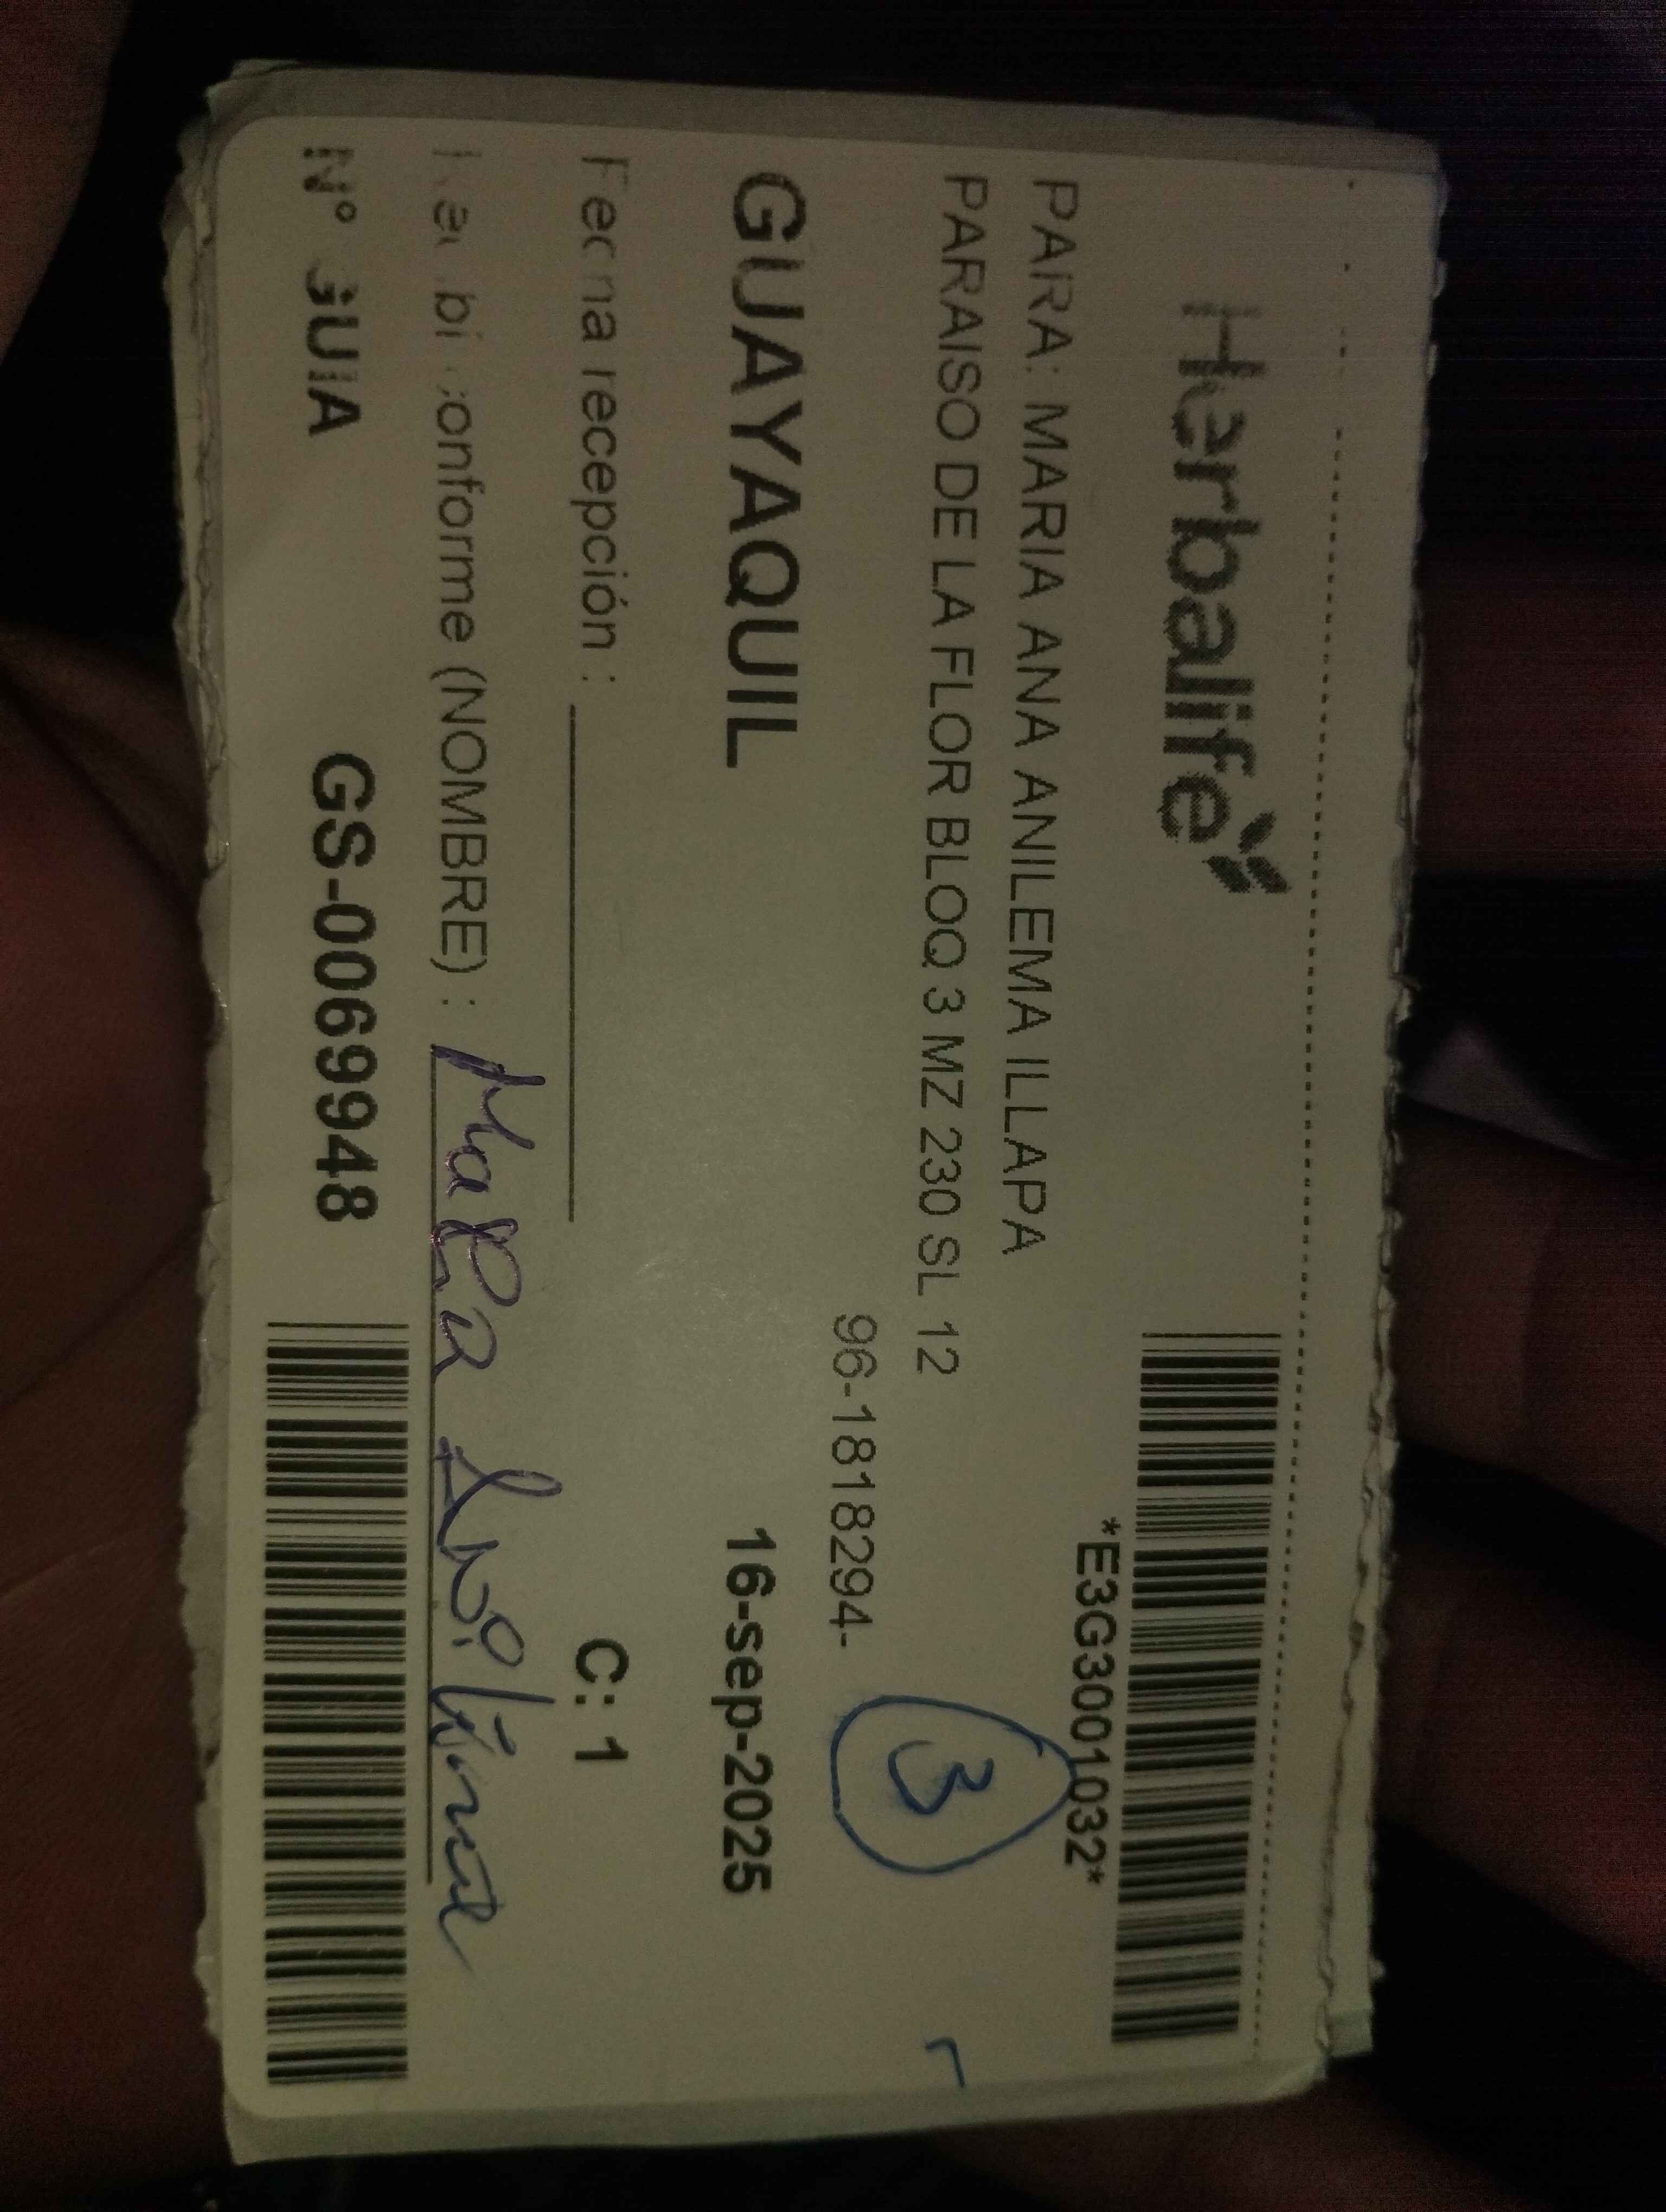 Herbalife
*E3G3001032*
PARA: MARIA ANA ANILEMA ILLAPA
PARAISO DE LA FLOR BLOQ 3 MZ 230 SL 12
3
96-1818294-
GUAYAQUIL 16-sep-2025
Fecha recepción : C: 1
Recibi conforme (NOMBRE) :
N° GUIA GS-00699948